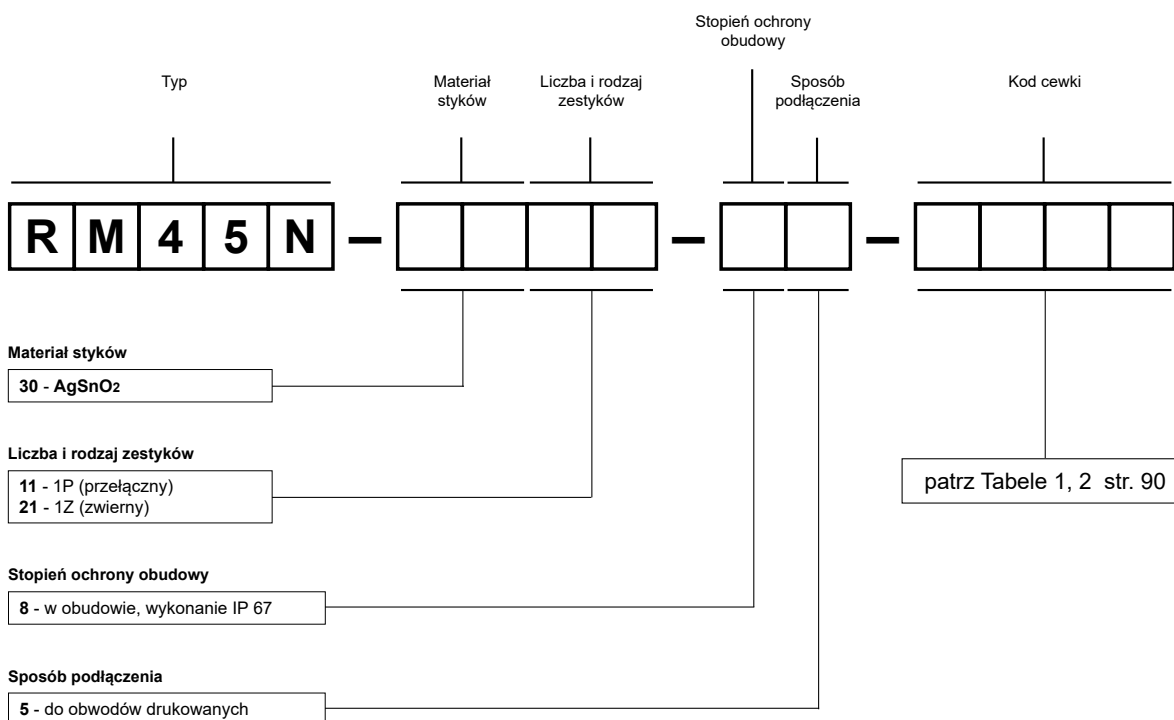 Stopień ochrony
obudowy
Typ
Materiał
styków
Liczba i rodzaj
zestyków
Sposób
podłączenia
Kod cewki
R M 4 5 N – –  –
Materiał styków
30 - AgSnO2
Liczba i rodzaj zestyków
11 - 1P (przełączny)
21 - 1Z (zwierny)
patrz Tabele 1, 2 str. 90
Stopień ochrony obudowy
8 - w obudowie, wykonanie IP 67
Sposób podłączenia
5 - do obwodów drukowanych